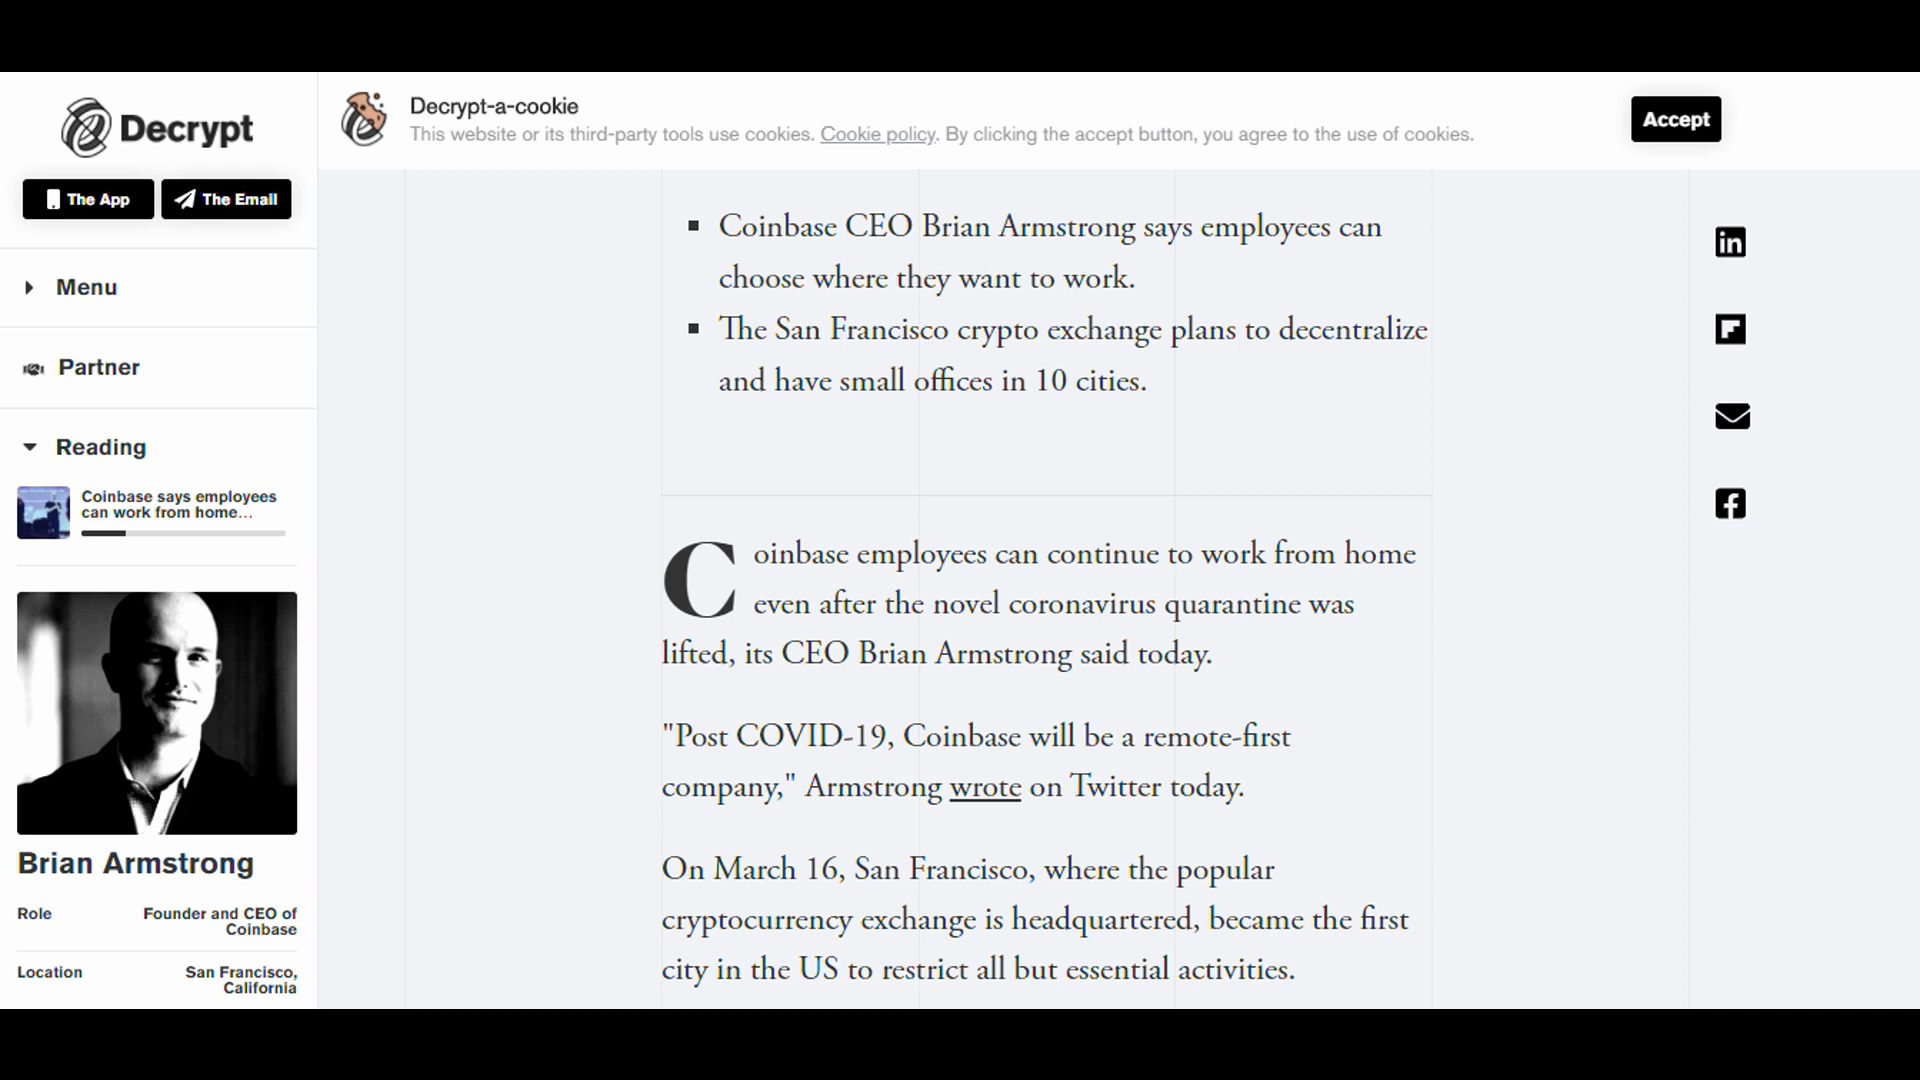 Decrypt
The App
The Email
Menu
Partner
Reading
Coinbase says employees
can work from home...
Brian Armstrong
Role
Founder and CEO of
Coinbase
Location
San Francisco,
California
Decrypt-a-cookie
This website or its third-party tools use cookies. Cookie policy. By clicking the accept button, you agree to the use of cookies.
Accept
Coinbase CEO Brian Armstrong says employees can
choose where they want to work.
The San Francisco crypto exchange plans to decentralize
and have small offices in 10 cities.
Coinbase employees can continue to work from home
even after the novel coronavirus quarantine was
lifted, its CEO Brian Armstrong said today.
"Post COVID-19, Coinbase will be a remote-first
company," Armstrong wrote on Twitter today.
On March 16, San Francisco, where the popular
cryptocurrency exchange is headquartered, became the first
city in the US to restrict all but essential activities.